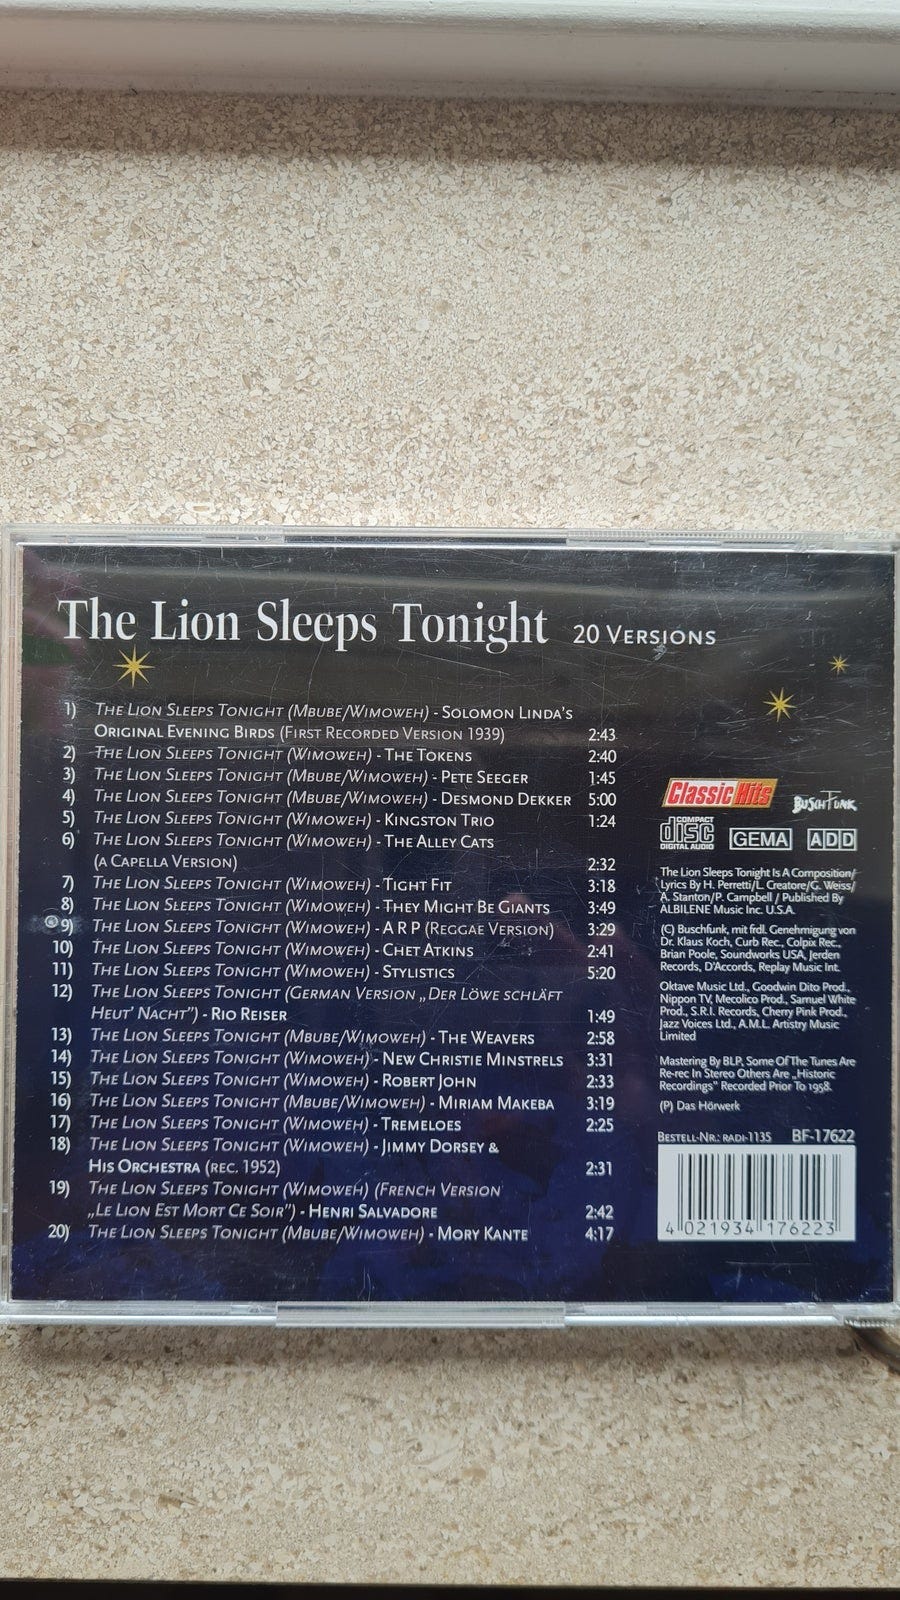 The Lion Sleeps Tonight 20 Versions
1) The Lion Sleeps Tonight (Mbube/Wimoweh) - Solomon Linda's
Original Evening Birds (First Recorded Version 1939) 2:43
2) The Lion Sleeps Tonight (Wimoweh) - The Tokens 2:40
3) The Lion Sleeps Tonight (Mbube/Wimoweh) - Pete Seeger 1:45
4) The Lion Sleeps Tonight (Mbube/Wimoweh) - Desmond Dekker 5:00
5) The Lion Sleeps Tonight (Wimoweh) - Kingston Trio 1:24
6) The Lion Sleeps Tonight (Wimoweh) - The Alley Cats
(a Capella Version) 2:32
7) The Lion Sleeps Tonight (Wimoweh) - Tight Fit 3:18
8) The Lion Sleeps Tonight (Wimoweh) - They Might Be Giants 3:49
9) The Lion Sleeps Tonight (Wimoweh) - A R P (Reggae Version) 3:29
10) The Lion Sleeps Tonight (Wimoweh) - Chet Atkins 2:41
11) The Lion Sleeps Tonight (Wimoweh) - Stylistics 5:20
12) The Lion Sleeps Tonight (German Version „Der Löwe schläft
Heut' Nacht") - Rio Reiser 1:49
13) The Lion Sleeps Tonight (Mbube/Wimoweh) - The Weavers 2:58
14) The Lion Sleeps Tonight (Wimoweh) - New Christie Minstrels 3:31
15) The Lion Sleeps Tonight (Wimoweh) - Robert John 2:33
16) The Lion Sleeps Tonight (Mbube/Wimoweh) - Miriam Makeba 3:19
17) The Lion Sleeps Tonight (Wimoweh) - Tremeloes 2:25
18) The Lion Sleeps Tonight (Wimoweh) - Jimmy Dorsey &
His Orchestra (rec. 1952) 2:31
19) The Lion Sleeps Tonight (Wimoweh) (French Version
„Le Lion Est Mort Ce Soir") - Henri Salvadore 2:42
20) The Lion Sleeps Tonight (Mbube/Wimoweh) - Mory Kante 4:17
Classic Hits BuschFunk
COMPACT disc DIGITAL AUDIO GEMA ADD
The Lion Sleeps Tonight Is A Composition/
Lyrics By H. Perretti/L. Creatore/G. Weiss/
A. Stanton/P. Campbell / Published By
ALBILENE Music Inc. U.S.A.
(C) Buschfunk, mit frdl. Genehmigung von
Dr. Klaus Koch, Curb Rec., Colpix Rec.,
Brian Poole, Soundworks USA, Jerden
Records, D'Accords, Replay Music Int.
Oktave Music Ltd., Goodwin Dito Prod.,
Nippon TV, Mecolico Prod., Samuel White
Prod., S.R.I. Records, Cherry Pink Prod.,
Jazz Voices Ltd., A.M.L. Artistry Music
Limited
Mastering By BLP, Some Of The Tunes Are
Re-rec In Stereo Others Are „Historic
Recordings" Recorded Prior To 1958.
(P) Das Hörwerk
Bestell-Nr.: radi-1135 BF-17622
4 021934 176223